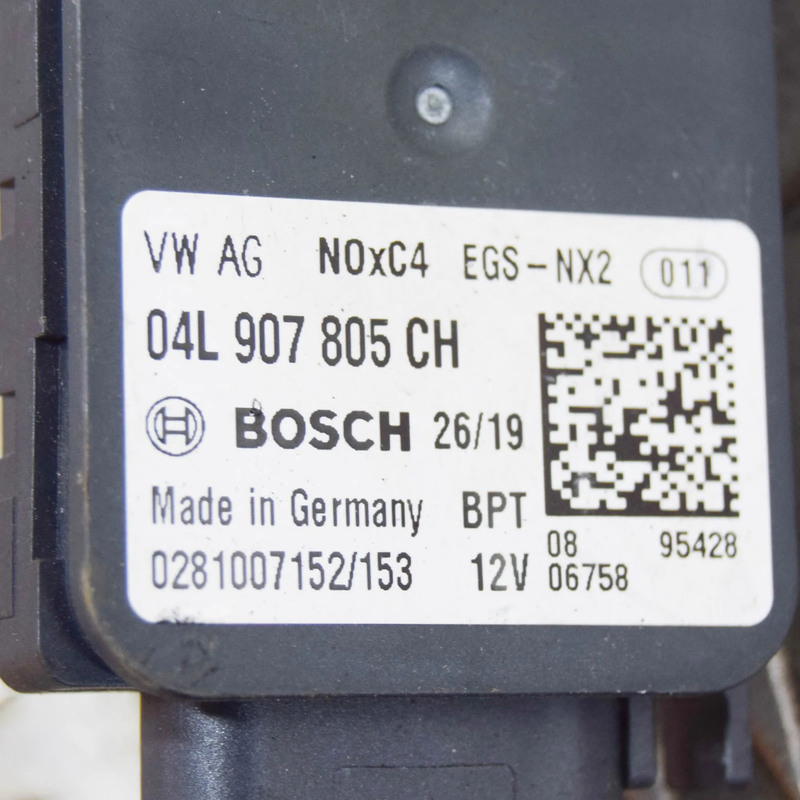 VW AG NOxC4 EGS-NX2 011
04L 907 805 CH
BOSCH 26/19
Made in Germany BPT
0281007152/153 12V
08 95428
06758